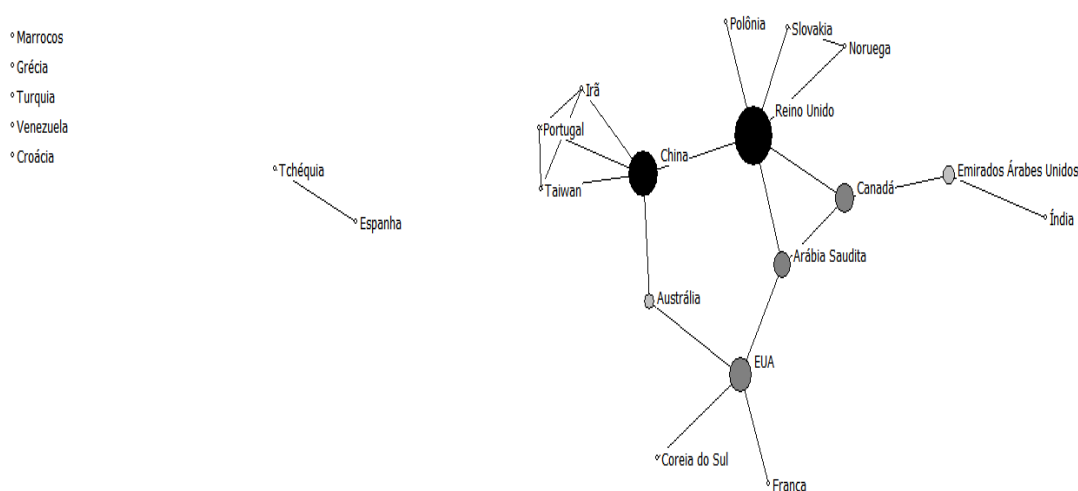 Marrocos
Grécia
Turquia
Venezuela
Croácia
Tchéquia
Espanha
Polônia
Slovakia
Noruega
Irã
Reino Unido
Portugal
China
Taiwan
Canadá
Emirados Árabes Unidos
Índia
Arábia Saudita
Austrália
EUA
Coreia do Sul
França